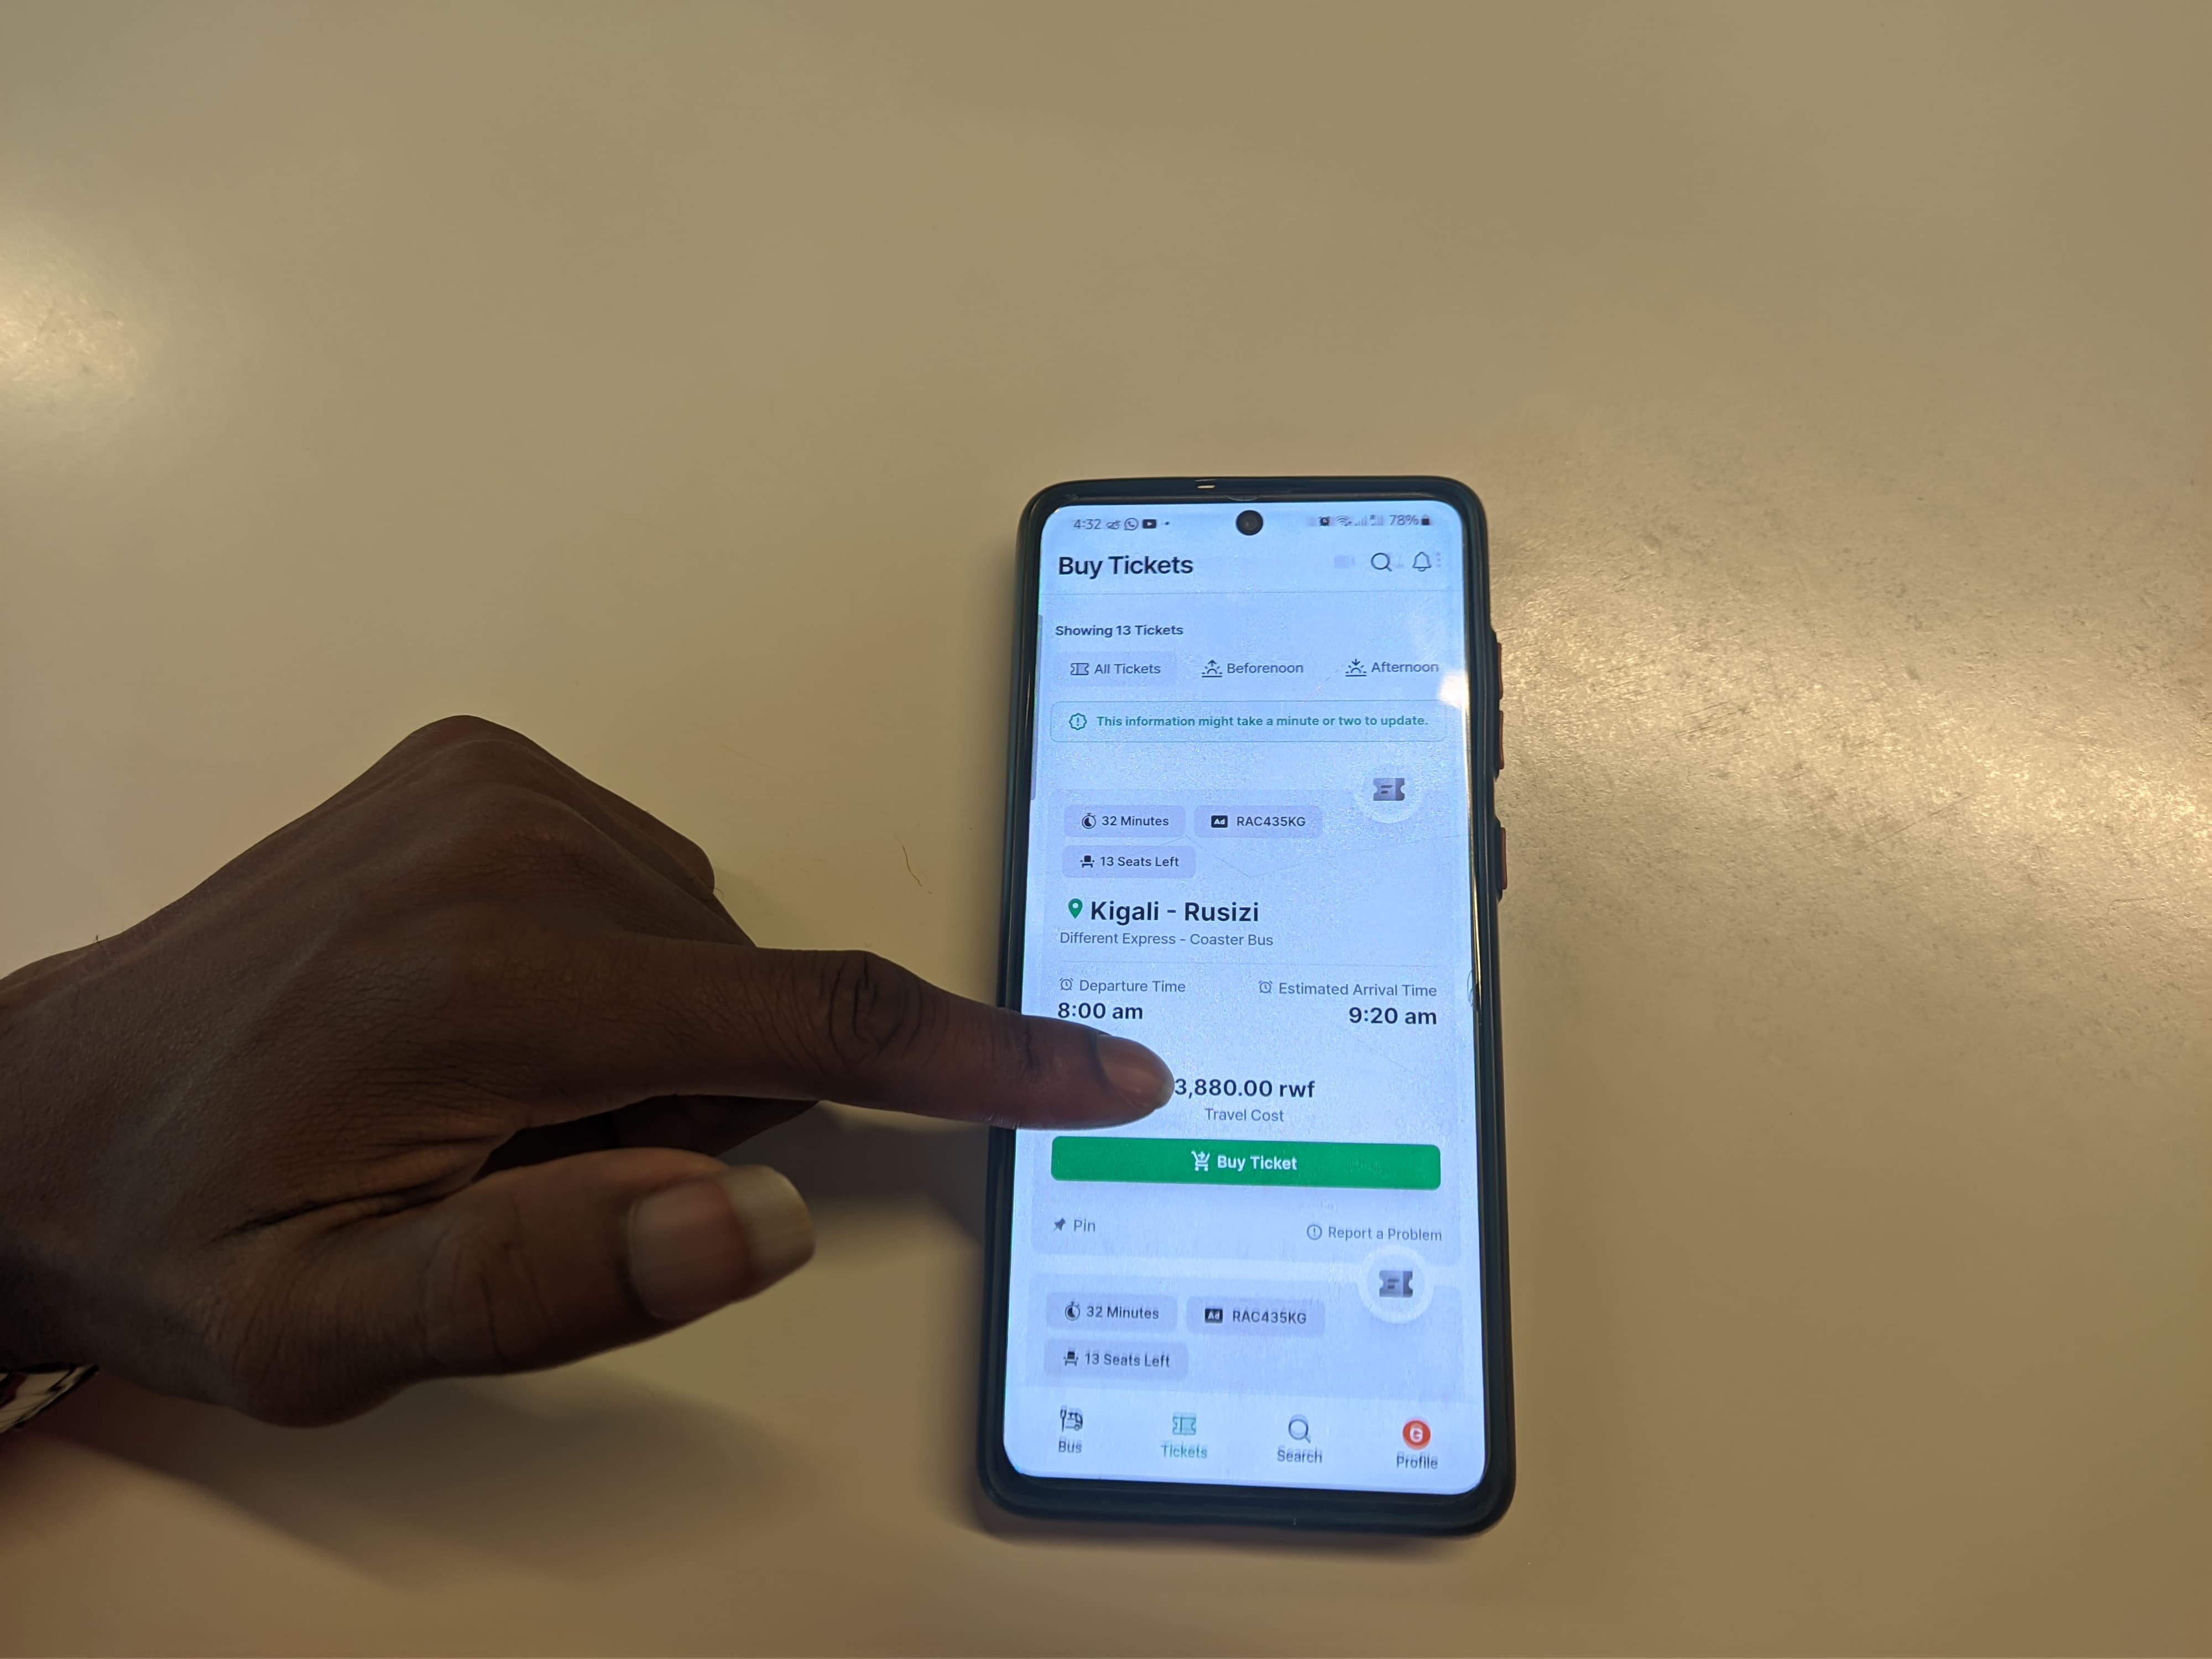 4:32 78%
Buy Tickets
Showing 13 Tickets
All Tickets Beforenoon Afternoon
This information might take a minute or two to update.
32 Minutes Ad RAC435KG
13 Seats Left
Kigali - Rusizi
Different Express - Coaster Bus
Departure Time Estimated Arrival Time
8:00 am 9:20 am
3,880.00 rwf
Travel Cost
Buy Ticket
Pin Report a Problem
32 Minutes Ad RAC435KG
13 Seats Left
Bus Tickets Search G Profile